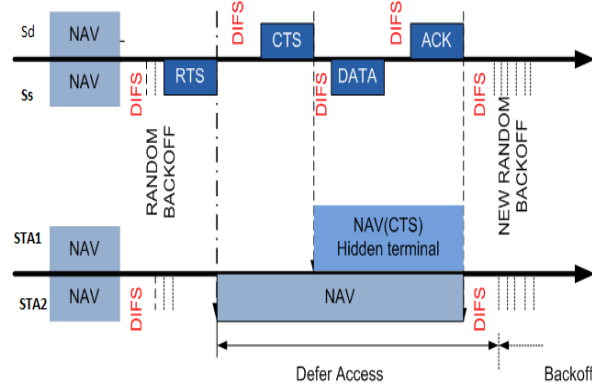 Sd
NAV
DIFS
CTS
DIFS
ACK
Ss
NAV
DIFS
RTS
DIFS
DATA
DIFS
RANDOM
BACKOFF
NEW RANDOM
BACKOFF
STA1
NAV
NAV(CTS)
Hidden terminal
STA2
NAV
DIFS
NAV
DIFS
Defer Access
Backoff